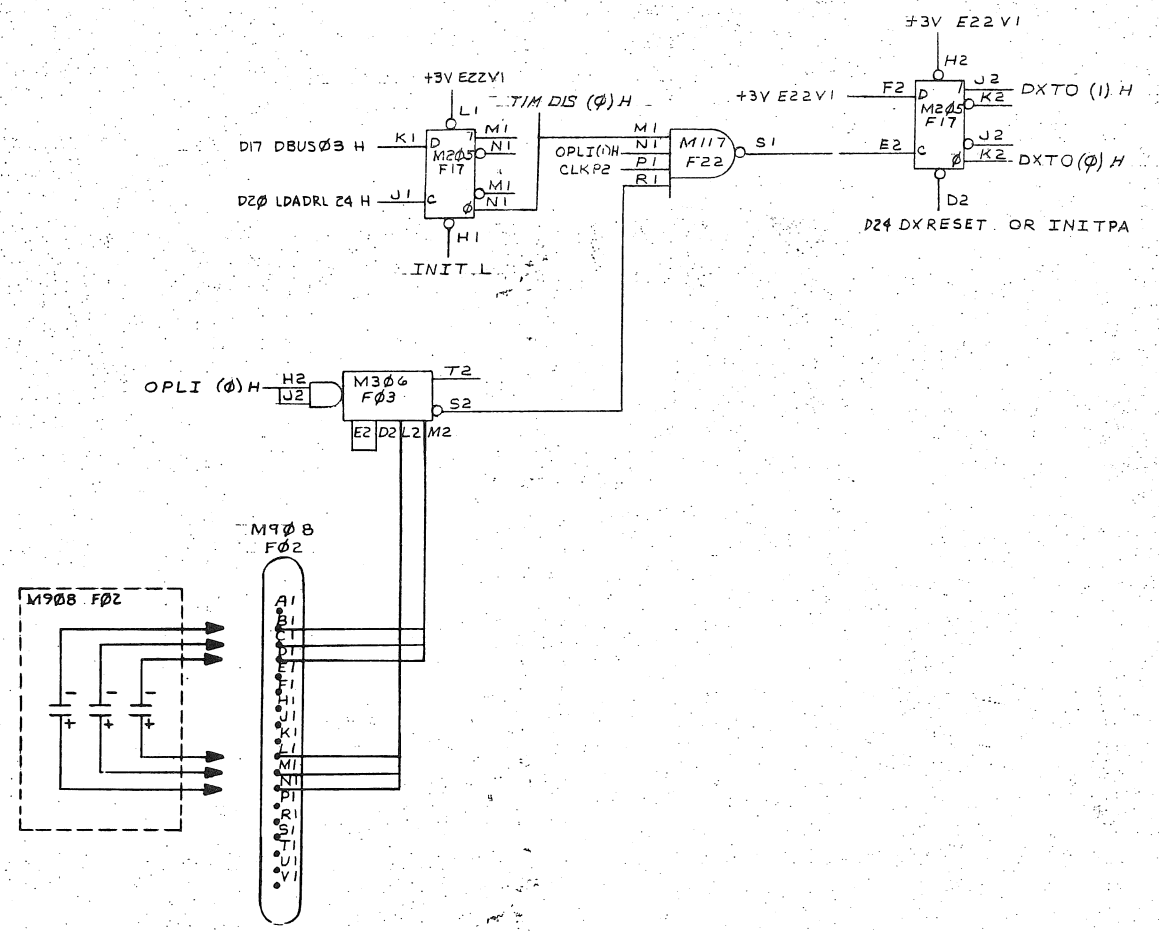 +3V E22V1
H2
+3V E22V1
F2
D
1
J2
DXTO (1) H
K2
M2Ø5
F17
J2
E2
C
Ø
K2
DXTO(Ø) H
D2
D24 DXRESET OR INITPA
+3V E22V1
TIM DIS (Ø) H
L1
D17 DBUSØ3 H
K1
D
1
M1
M2Ø5
N1
F17
M1
D2Ø LDADRL 24 H
J1
C
Ø
N1
H1
INIT L
M1
OPLI(1)H
N1
CLKP2
P1
R1
M117
F22
S1
OPLI (Ø) H
H2
J2
M3Ø6
FØ3
T2
S2
E2
D2
L2
M2
M9Ø8
FØ2
M9Ø8 FØ2
-
-
-
+
+
+
A1
B1
C1
D1
E1
F1
H1
J1
K1
L1
M1
N1
P1
R1
S1
T1
U1
V1